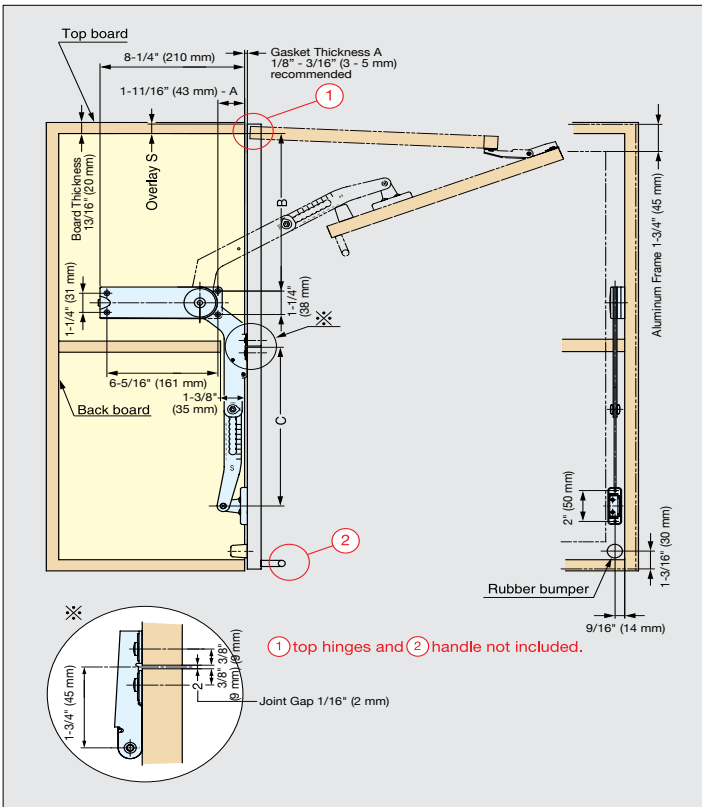 Top board
8-1/4" (210 mm)
Gasket Thickness A
1/8" - 3/16" (3 - 5 mm)
recommended
1-11/16" (43 mm) - A
1
Board Thickness
13/16" (20 mm)
Overlay S
B
Aluminum Frame 1-3/4" (45 mm)
1-1/4" (31 mm)
1-1/4"
(38 mm)
※
6-5/16" (161 mm)
1-3/8"
(35 mm)
Back board
C
S
2" (50 mm)
2
1-3/16" (30 mm)
Rubber bumper
9/16" (14 mm)
※
1 top hinges and 2 handle not included.
3/8" 3/8"
(9 mm) (9 mm)
2
1-3/4" (45 mm)
Joint Gap 1/16" (2 mm)